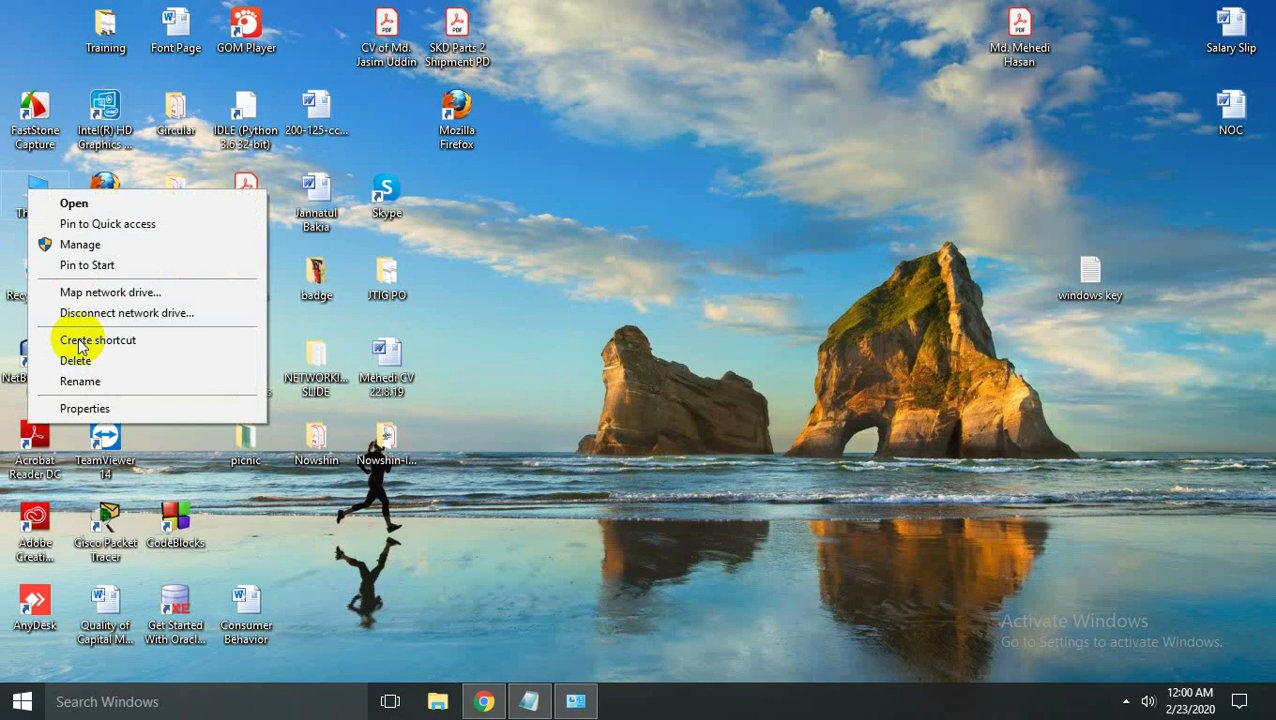 Training
Font Page
GOM Player
CV of Md.
Jasim Uddin
SKD Parts 2
Shipment PD
Md. Mehedi
Hasan
Salary Slip
FastStone
Capture
Intel(R) HD
Graphics ...
Circular
IDLE (Python
3.6 32-bit)
200-125-cc...
Mozilla
Firefox
NOC
Open
Pin to Quick access
Manage
Pin to Start
Map network drive...
Disconnect network drive...
Create shortcut
Delete
Rename
Properties
Jannatul
Bakia
Skype
badge
JTIG PO
windows key
NETWORKI...
SLIDE
Mehedi CV
22.8.19
Acrobat
Reader DC
TeamViewer
14
picnic
Nowshin
Nowshin-I...
Adobe
Creati...
Cisco Packet
Tracer
CodeBlocks
AnyDesk
Quality of
Capital M...
Get Started
With Oracl...
Consumer
Behavior
Activate Windows
Go to Settings to activate Windows.
Search Windows
12:00 AM
2/23/2020